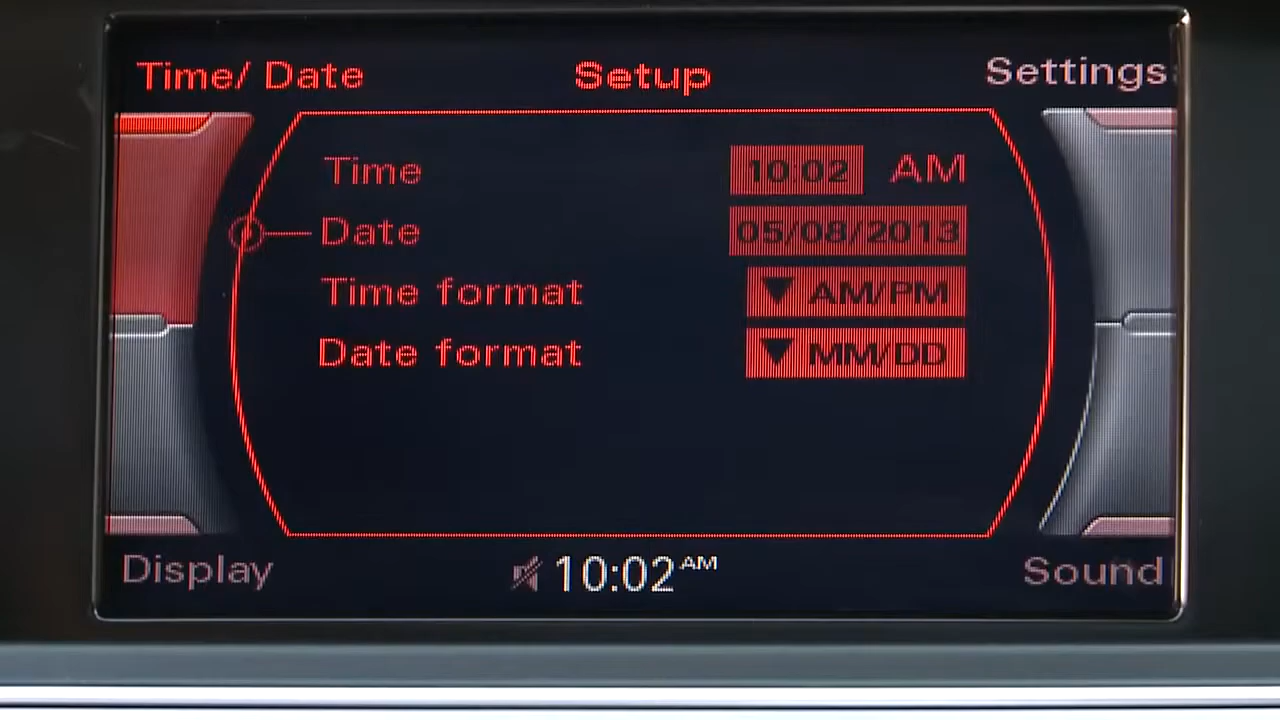 Time/ Date Setup Settings
Time 10:02 AM
Date 05/08/2013
Time format AM/PM
Date format MM/DD
Display 10:02 AM Sound